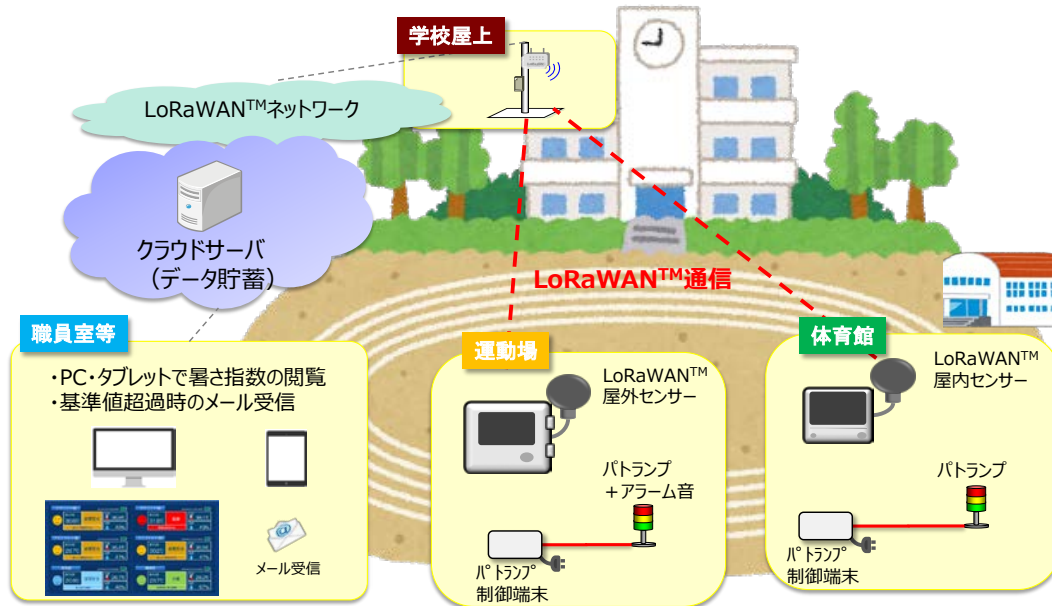 学校屋上
LoRaWAN™ネットワーク
クラウドサーバ
（データ貯蓄）
LoRaWAN™通信
職員室等
・PC・タブレットで暑さ指数の閲覧
・基準値超過時のメール受信
メール受信
運動場
LoRaWAN™
屋外センサー
パトランプ
＋アラーム音
パトランプ
制御端末
体育館
LoRaWAN™
屋内センサー
パトランプ
パトランプ
制御端末